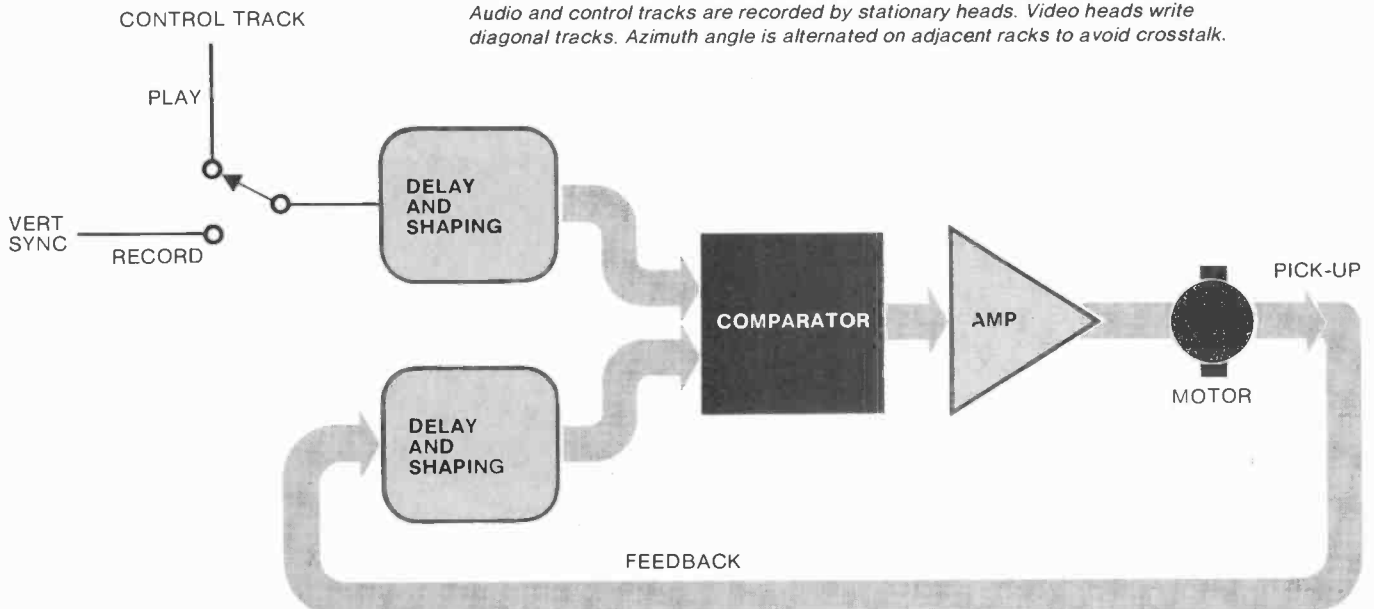 Audio and control tracks are recorded by stationary heads. Video heads write
diagonal tracks. Azimuth angle is alternated on adjacent racks to avoid crosstalk.
CONTROL TRACK
PLAY
VERT
SYNC
RECORD
DELAY
AND
SHAPING
COMPARATOR
AMP
PICK-UP
MOTOR
DELAY
AND
SHAPING
FEEDBACK